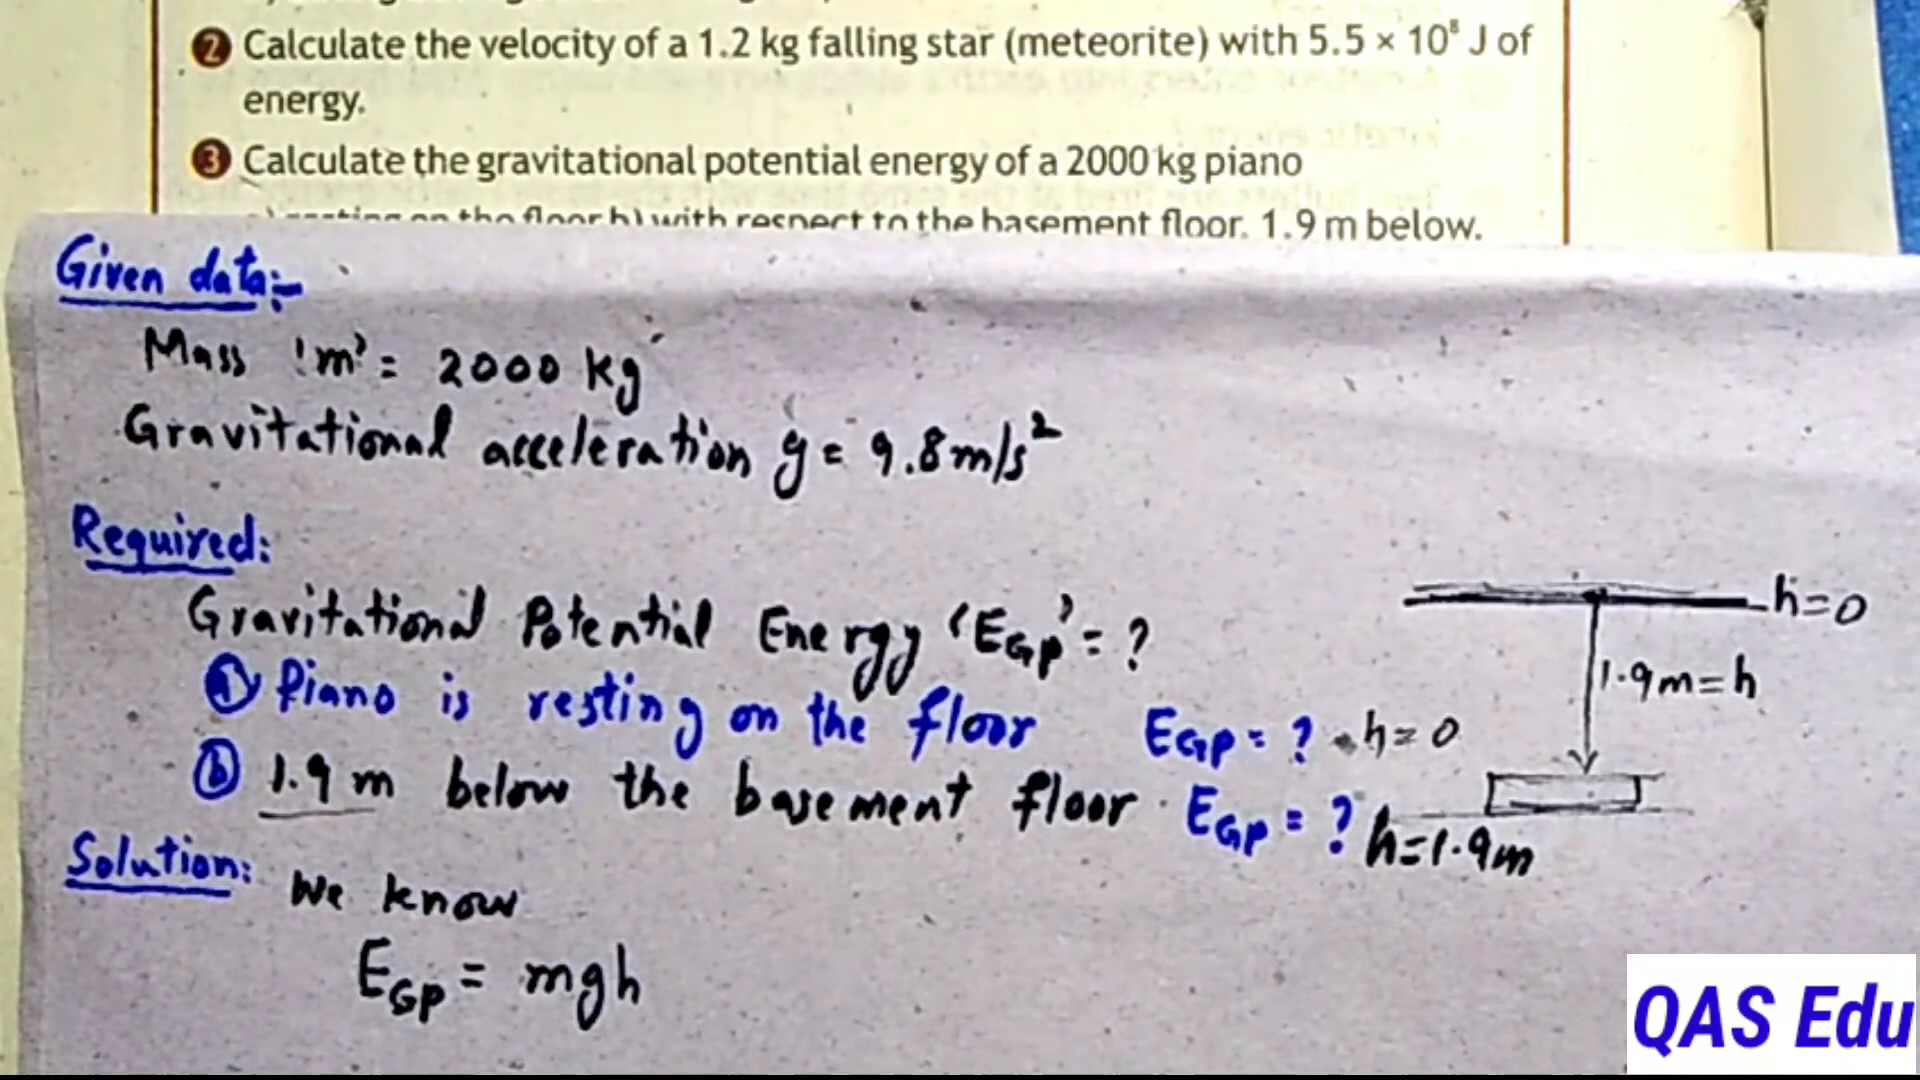 2 Calculate the velocity of a 1.2 kg falling star (meteorite) with 5.5 × 10⁸ J of
energy.
3 Calculate the gravitational potential energy of a 2000 kg piano
on the floor b) with respect to the basement floor, 1.9 m below.
Given data:-
Mass 'm' = 2000 kg
Gravitational acceleration g = 9.8 m/s²
Required:
Gravitational Potential Energy 'EGP' = ?
a) Piano is resting on the floor EGP = ? h = 0
b) 1.9 m below the basement floor EGP = ? h = 1.9m
h = 0
1.9m = h
Solution: We know
EGP = mgh
QAS Edu